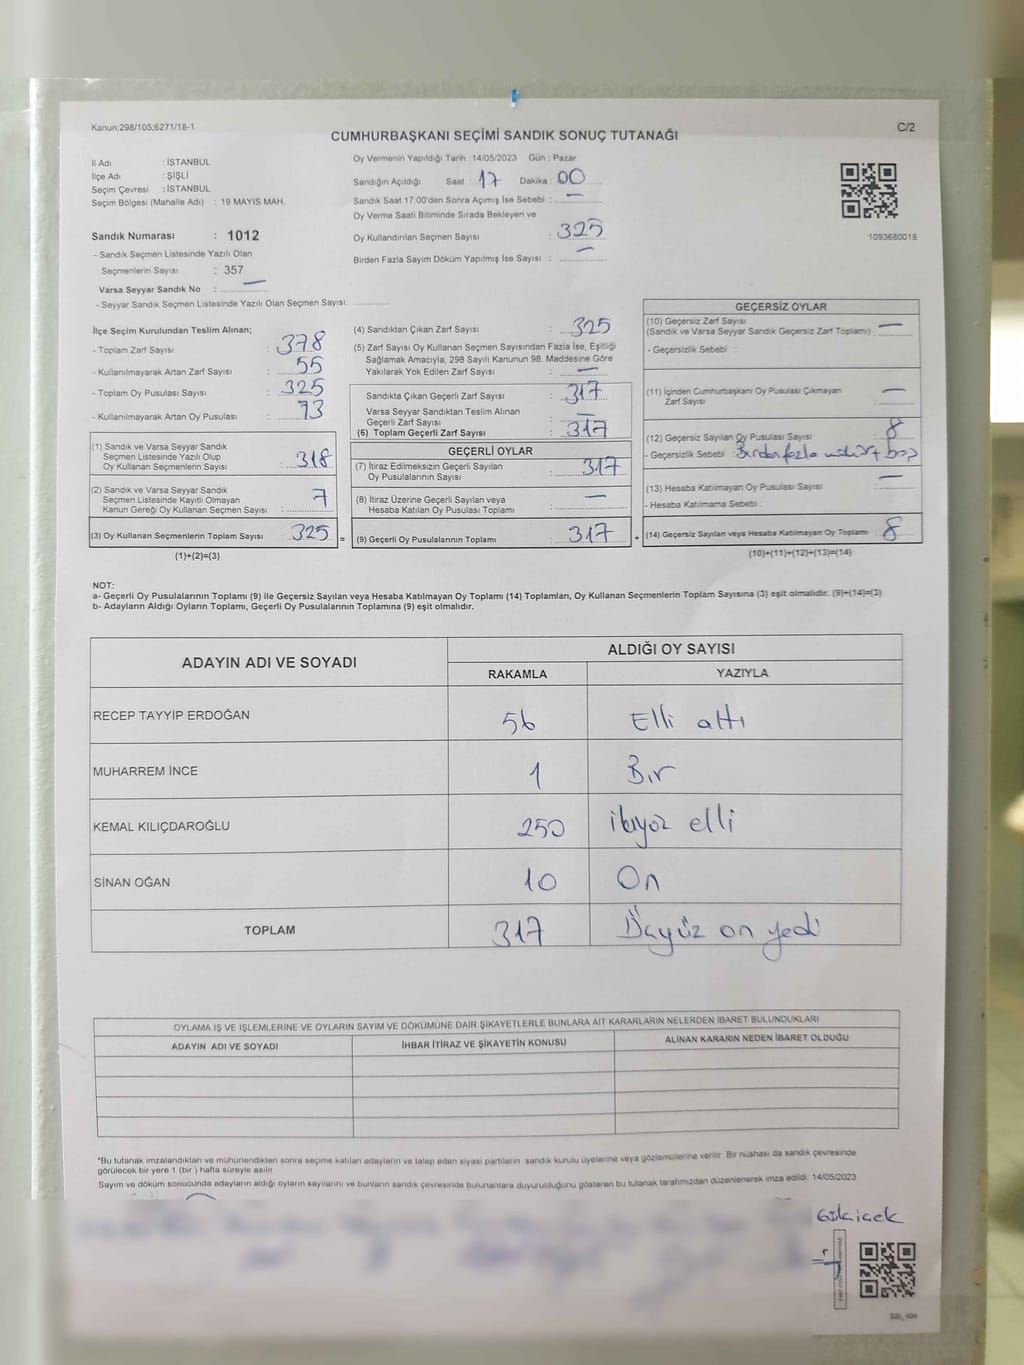 Kanun;298/105;6271/18-1
C/2
CUMHURBAŞKANI SEÇİMİ SANDIK SONUÇ TUTANAĞI
İl Adı : İSTANBUL
İlçe Adı : ŞİŞLİ
Seçim Çevresi : İSTANBUL
Seçim Bölgesi (Mahalle Adı) : 19 MAYIS MAH.
Sandık Numarası : 1012
- Sandık Seçmen Listesinde Yazılı Olan
Seçmenlerin Sayısı : 357
Varsa Seyyar Sandık No : —
- Seyyar Sandık Seçmen Listesinde Yazılı Olan Seçmen Sayısı:
Oy Vermenin Yapıldığı Tarih : 14/05/2023 Gün : Pazar
Sandığın Açıldığı Saat : 17 Dakika : 00
Sandık Saat 17:00'den Sonra Açımış İse Sebebi : —
Oy Verme Saati Bitiminde Sırada Bekleyen ve
Oy Kullandırılan Seçmen Sayısı : 325
Birden Fazla Sayım Döküm Yapılmış İse Sayısı : —
1093680018
İlçe Seçim Kurulundan Teslim Alınan;
- Toplam Zarf Sayısı : 378
- Kullanılmayarak Artan Zarf Sayısı : 55
- Toplam Oy Pusulası Sayısı : 325
- Kullanılmayarak Artan Oy Pusulası : 73
(1) Sandık ve Varsa Seyyar Sandık
Seçmen Listesinde Yazılı Olup
Oy Kullanan Seçmenlerin Sayısı : 318
(2) Sandık ve Varsa Seyyar Sandık
Seçmen Listesinde Kayıtlı Olmayan
Kanun Gereği Oy Kullanan Seçmen Sayısı : 7
(3) Oy Kullanan Seçmenlerin Toplam Sayısı : 325 =
(1)+(2)=(3)
(4) Sandıktan Çıkan Zarf Sayısı : 325
(5) Zarf Sayısı Oy Kullanan Seçmen Sayısından Fazla İse, Eşitliği
Sağlamak Amacıyla, 298 Sayılı Kanunun 98. Maddesine Göre
Yakılarak Yok Edilen Zarf Sayısı : —
Sandıkta Çıkan Geçerli Zarf Sayısı : 317
Varsa Seyyar Sandıktan Teslim Alınan
Geçerli Zarf Sayısı : —
(6) Toplam Geçerli Zarf Sayısı : 317
GEÇERLİ OYLAR
(7) İtiraz Edilmeksizin Geçerli Sayılan
Oy Pusulalarının Sayısı : 317
(8) İtiraz Üzerine Geçerli Sayılan veya
Hesaba Katılan Oy Pusulası Toplamı : —
(9) Geçerli Oy Pusulalarının Toplamı : 317 +
GEÇERSİZ OYLAR
(10) Geçersiz Zarf Sayısı
(Sandık ve Varsa Seyyar Sandık Geçersiz Zarf Toplamı) : —
- Geçersizlik Sebebi :
(11) İçinden Cumhurbaşkanı Oy Pusulası Çıkmayan
Zarf Sayısı : —
(12) Geçersiz Sayılan Oy Pusulası Sayısı : 8
- Geçersizlik Sebebi : Birden fazla mühür + boş
(13) Hesaba Katılmayan Oy Pusulası Sayısı : —
- Hesaba Katılmama Sebebi :
(14) Geçersiz Sayılan veya Hesaba Katılmayan Oy Toplamı : 8
(10)+(11)+(12)+(13)=(14)
NOT:
a- Geçerli Oy Pusulalarının Toplamı (9) ile Geçersiz Sayılan veya Hesaba Katılmayan Oy Toplamı (14) Toplamları, Oy Kullanan Seçmenlerin Toplam Sayısına (3) eşit olmalıdır. (9)+(14)=(3)
b- Adayların Aldığı Oyların Toplamı, Geçerli Oy Pusulalarının Toplamına (9) eşit olmalıdır.
ADAYIN ADI VE SOYADI
ALDIĞI OY SAYISI
RAKAMLA YAZIYLA
RECEP TAYYİP ERDOĞAN 56 Elli altı
MUHARREM İNCE 1 Bir
KEMAL KILIÇDAROĞLU 250 ikiyüz elli
SİNAN OĞAN 10 On
TOPLAM 317 Üçyüz on yedi
OYLAMA İŞ VE İŞLEMLERİNE VE OYLARIN SAYIM VE DÖKÜMÜNE DAİR ŞİKAYETLERLE BUNLARA AİT KARARLARIN NELERDEN İBARET BULUNDUKLARI
ADAYIN ADI VE SOYADI İHBAR İTİRAZ VE ŞİKAYETİN KONUSU ALINAN KARARIN NEDEN İBARET OLDUĞU
*Bu tutanak imzalandıktan ve mühürlendikten sonra seçime katılan adayların ve talep eden siyasi partilerin sandık kurulu üyelerine veya gözlemcilerine verilir. Bir nüshası da sandık çevresinde
görülecek bir yere 1 (bir ) hafta süreyle asılır.
Sayım ve döküm sonucunda adayların aldığı oyların sayılarını ve bunların sandık çevresinde bulunanlara duyurulduğunu gösteren bu tutanak tarafımızdan düzenlenerek imza edildi. 14/05/2023